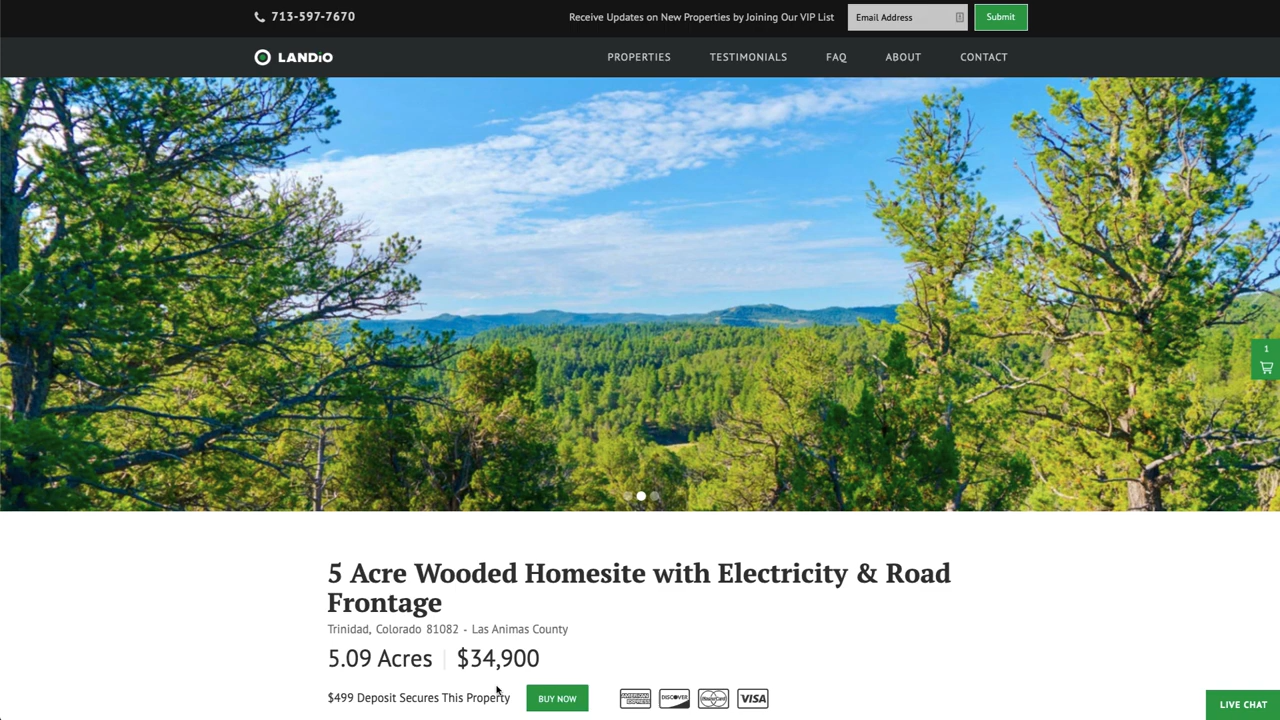 713-597-7670
Receive Updates on New Properties by Joining Our VIP List
Email Address
Submit
LANDiO
PROPERTIES
TESTIMONIALS
FAQ
ABOUT
CONTACT
1
5 Acre Wooded Homesite with Electricity & Road
Frontage
Trinidad, Colorado 81082 - Las Animas County
5.09 Acres | $34,900
$499 Deposit Secures This Property
BUY NOW
AMERICAN
EXPRESS
DISCOVER
MasterCard
VISA
LIVE CHAT